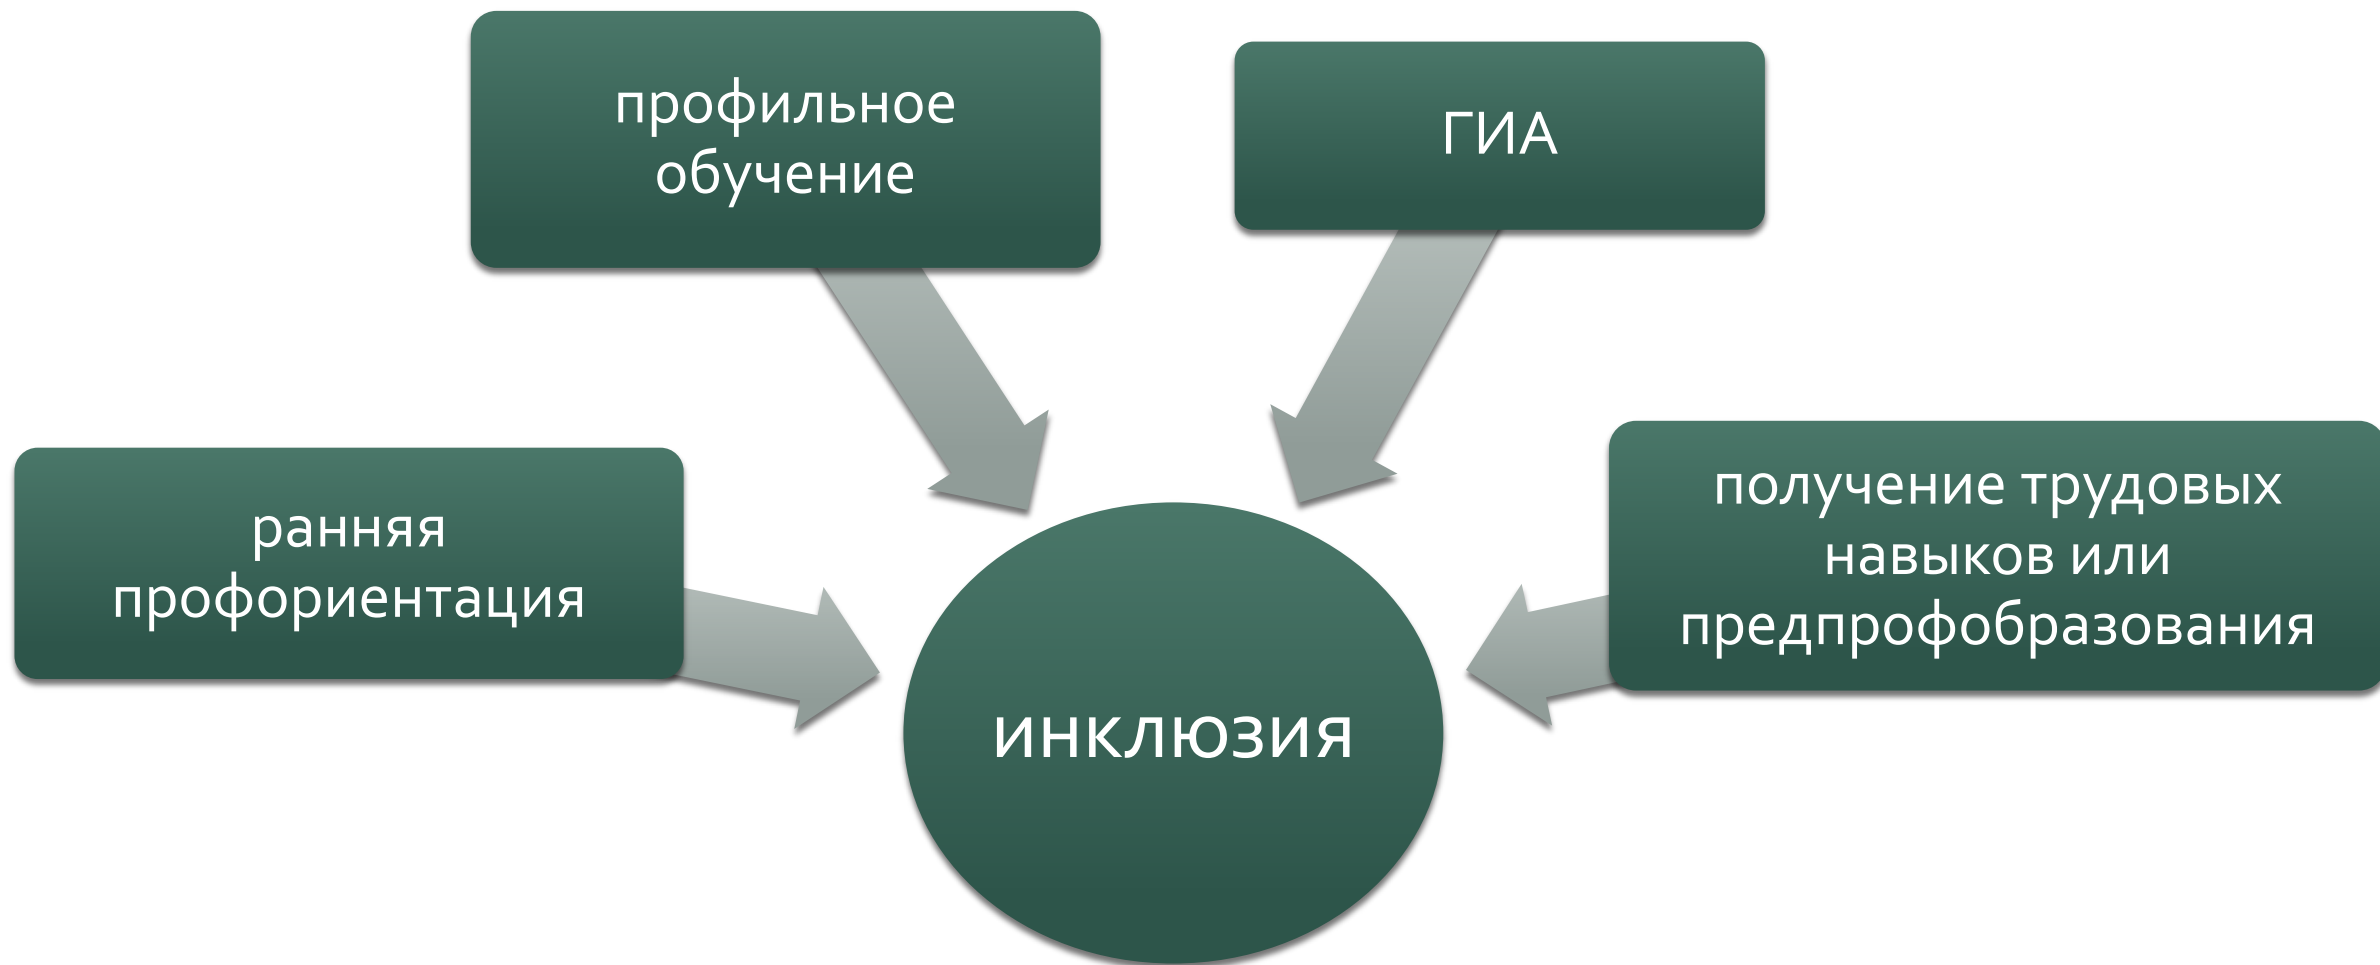 профильное
обучение
ГИА
ранняя
профориентация
получение трудовых
навыков или
предпрофобразования
инклюзия